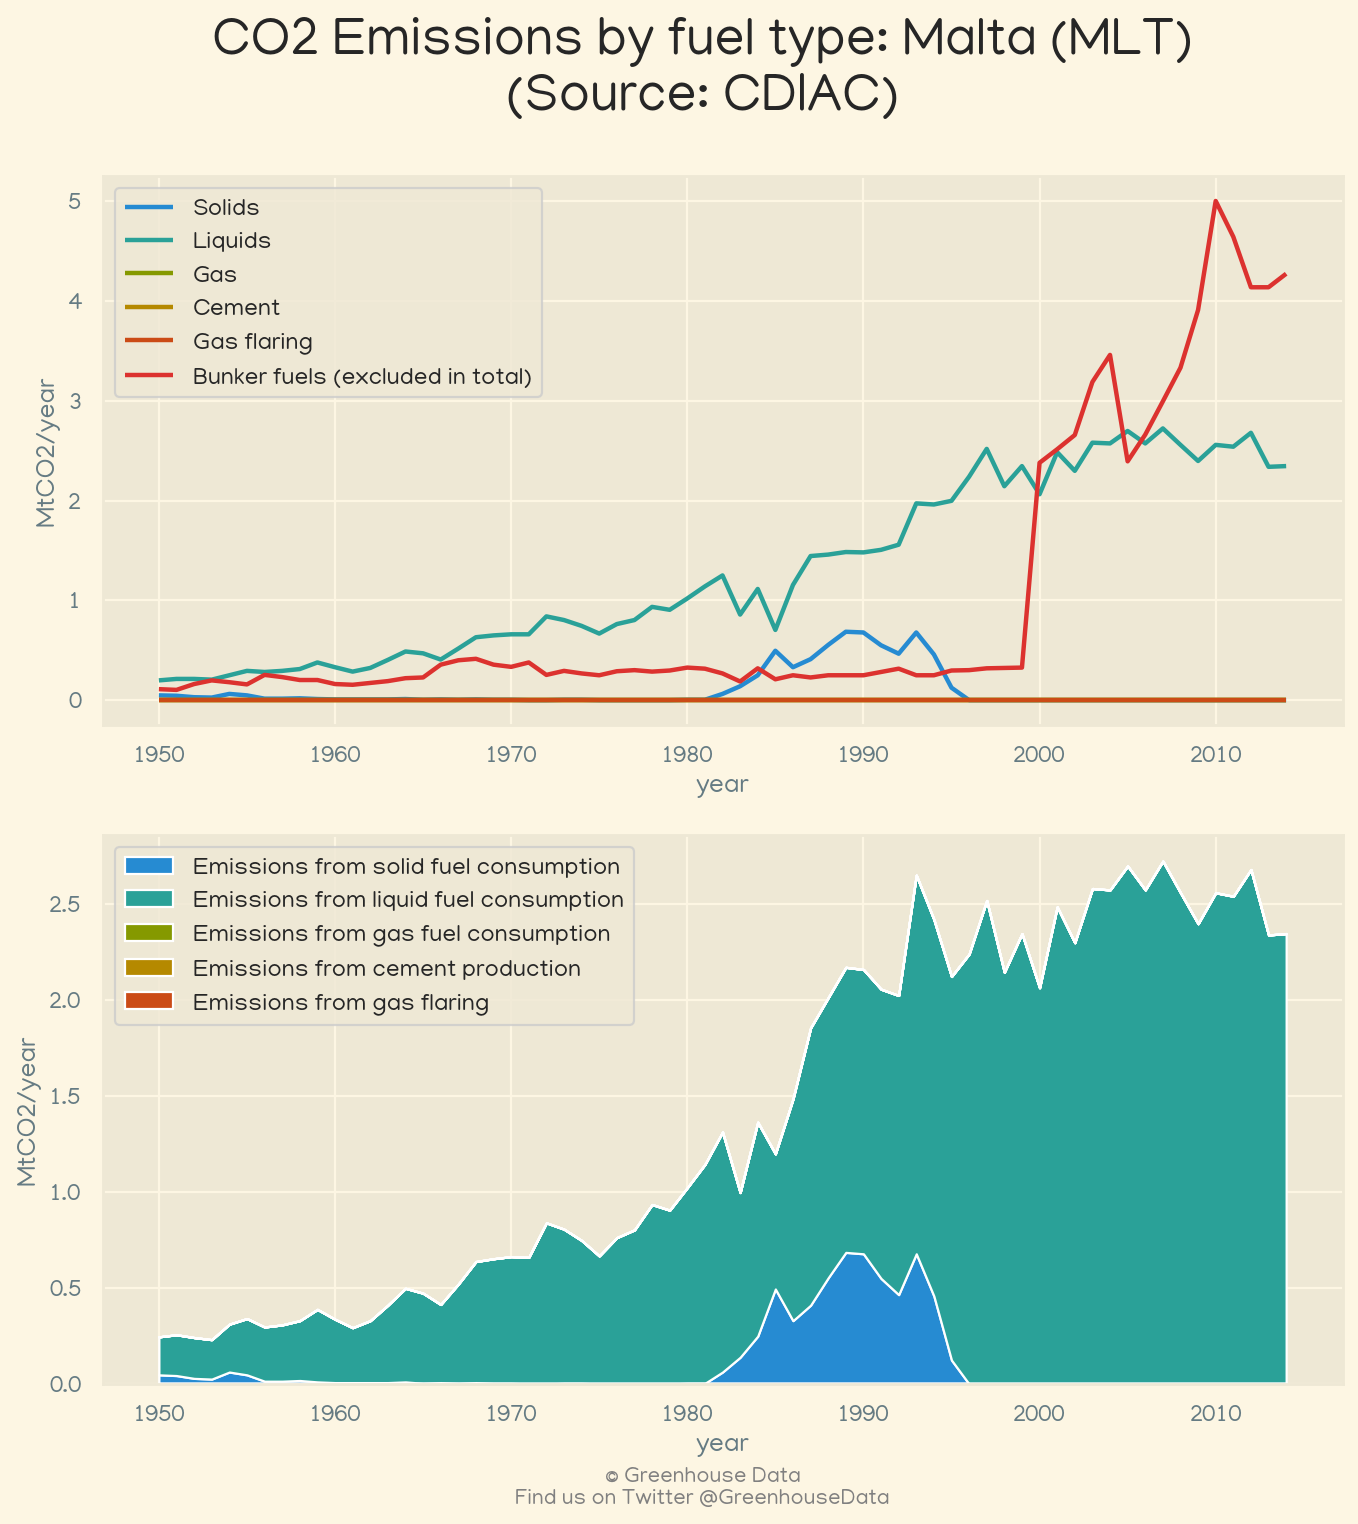 CO2 Emissions by fuel type: Malta (MLT)
(Source: CDIAC)
5
4
3
2
1
0
MtCO2/year
Solids
Liquids
Gas
Cement
Gas flaring
Bunker fuels (excluded in total)
1950 1960 1970 1980 1990 2000 2010
year
2.5
2.0
1.5
1.0
0.5
0.0
MtCO2/year
Emissions from solid fuel consumption
Emissions from liquid fuel consumption
Emissions from gas fuel consumption
Emissions from cement production
Emissions from gas flaring
1950 1960 1970 1980 1990 2000 2010
year
© Greenhouse Data
Find us on Twitter @GreenhouseData